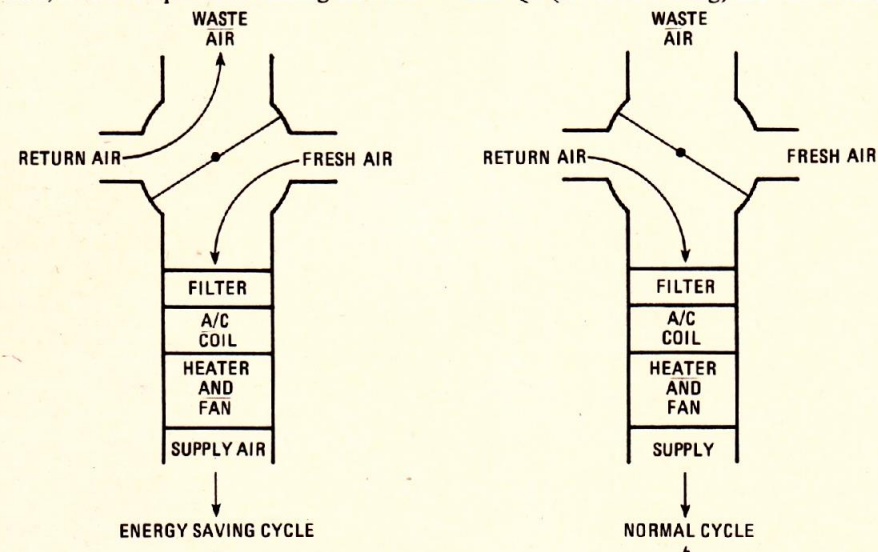 WASTE
AIR
RETURN AIR
FRESH AIR
FILTER
A/C
COIL
HEATER
AND
FAN
SUPPLY AIR
ENERGY SAVING CYCLE
WASTE
AIR
RETURN AIR
FRESH AIR
FILTER
A/C
COIL
HEATER
AND
FAN
SUPPLY
NORMAL CYCLE